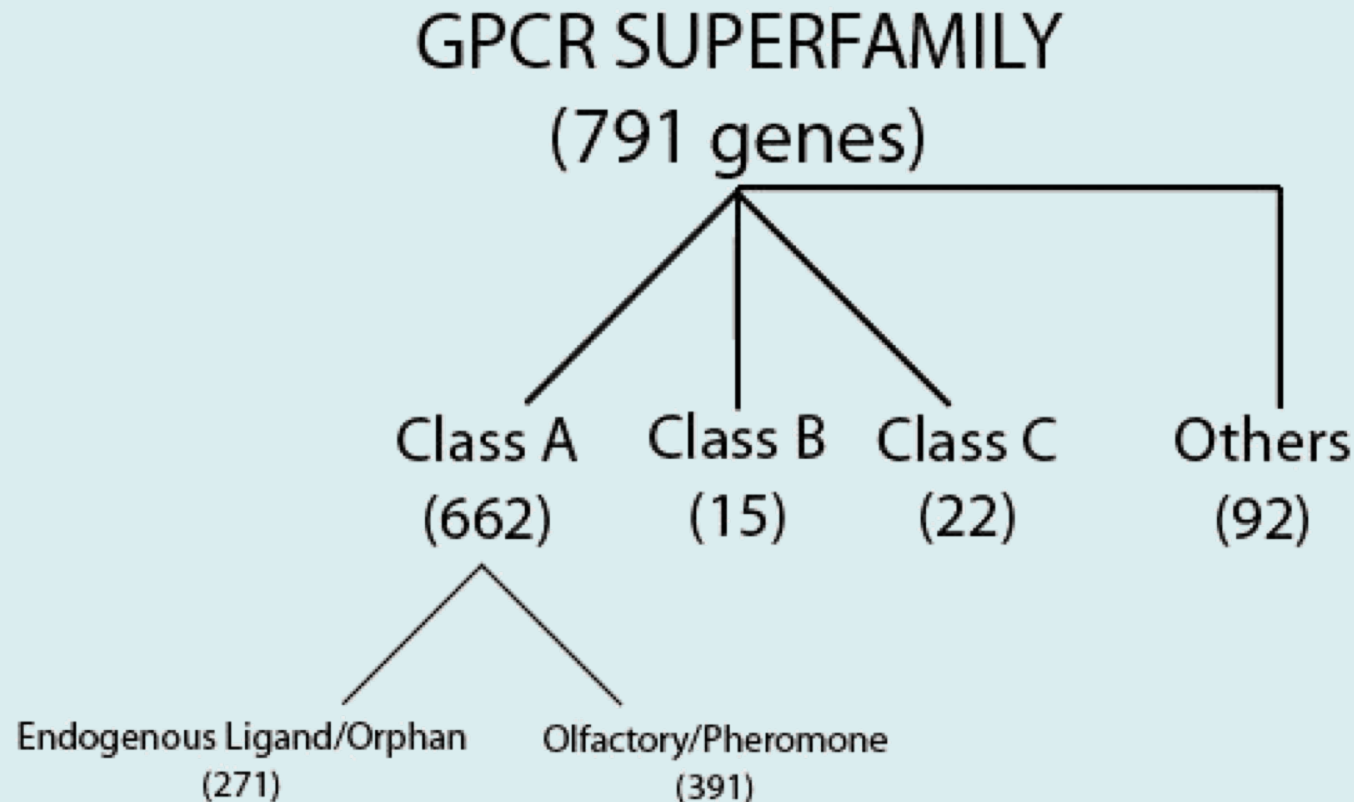 GPCR SUPERFAMILY
(791 genes)
Class A
(662)
Class B
(15)
Class C
(22)
Others
(92)
Endogenous Ligand/Orphan
(271)
Olfactory/Pheromone
(391)